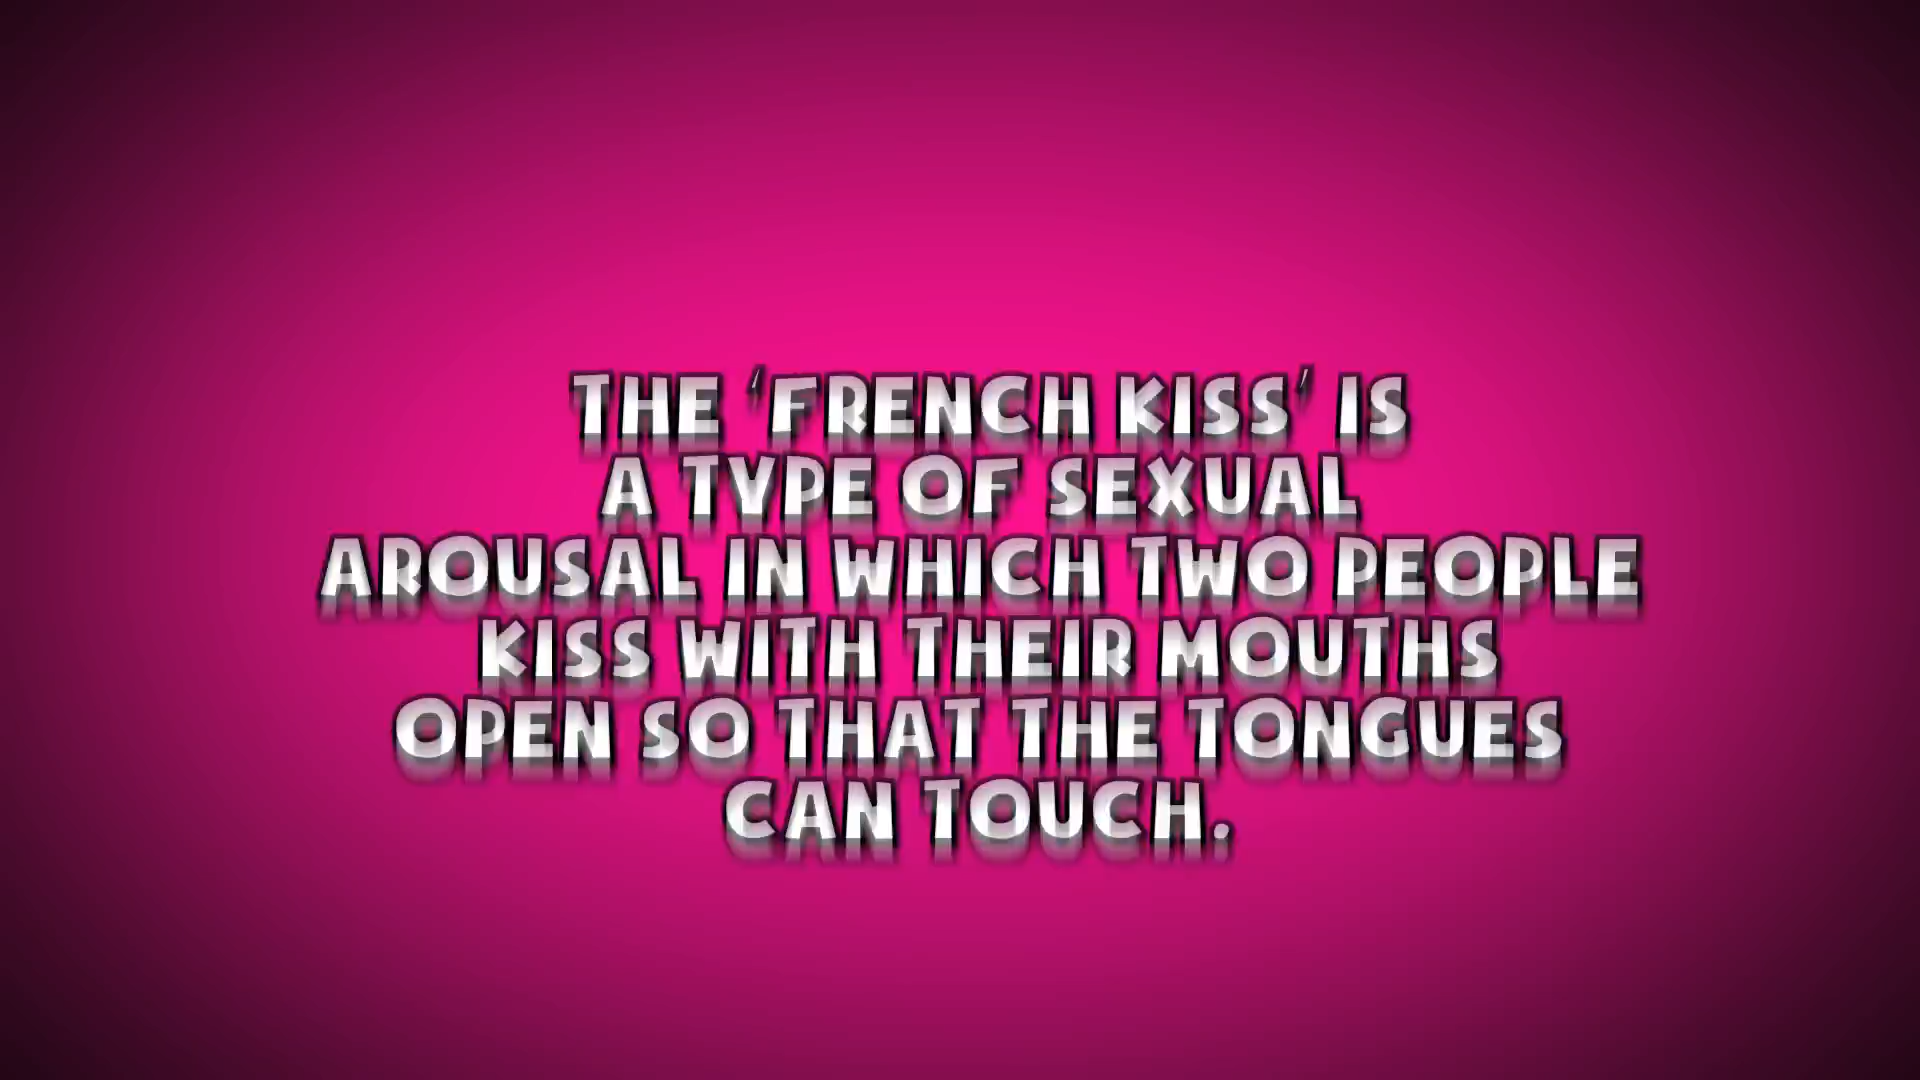 THE 'FRENCH KISS' IS
A TYPE OF SEXUAL
AROUSAL IN WHICH TWO PEOPLE
KISS WITH THEIR MOUTHS
OPEN SO THAT THE TONGUES
CAN TOUCH.